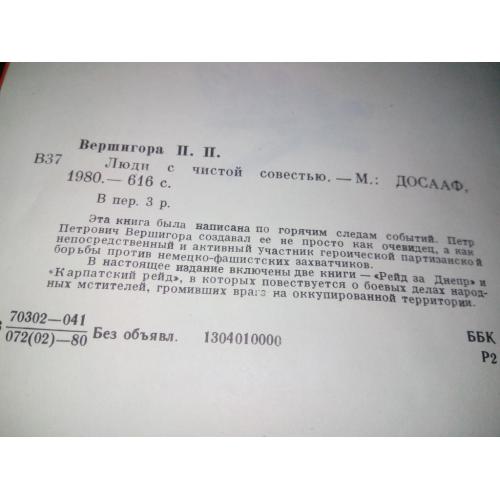 Вершигора П. П.
В37 Люди с чистой совестью. — М.: ДОСААФ,
1980. — 616 с.
В пер. 3 р.
Эта книга была написана по горячим следам событий. Петр
Петрович Вершигора создавал ее не просто как очевидец, а как
непосредственный и активный участник героической партизанской
борьбы против немецко-фашистских захватчиков.
В настоящее издание включены две книги — «Рейд за Днепр» и
«Карпатский рейд», в которых повествуется о боевых делах народ-
ных мстителей, громивших врага на оккупированной территории.
70302—041
072(02)—80 Без объявл. 1304010000
ББК
Р2